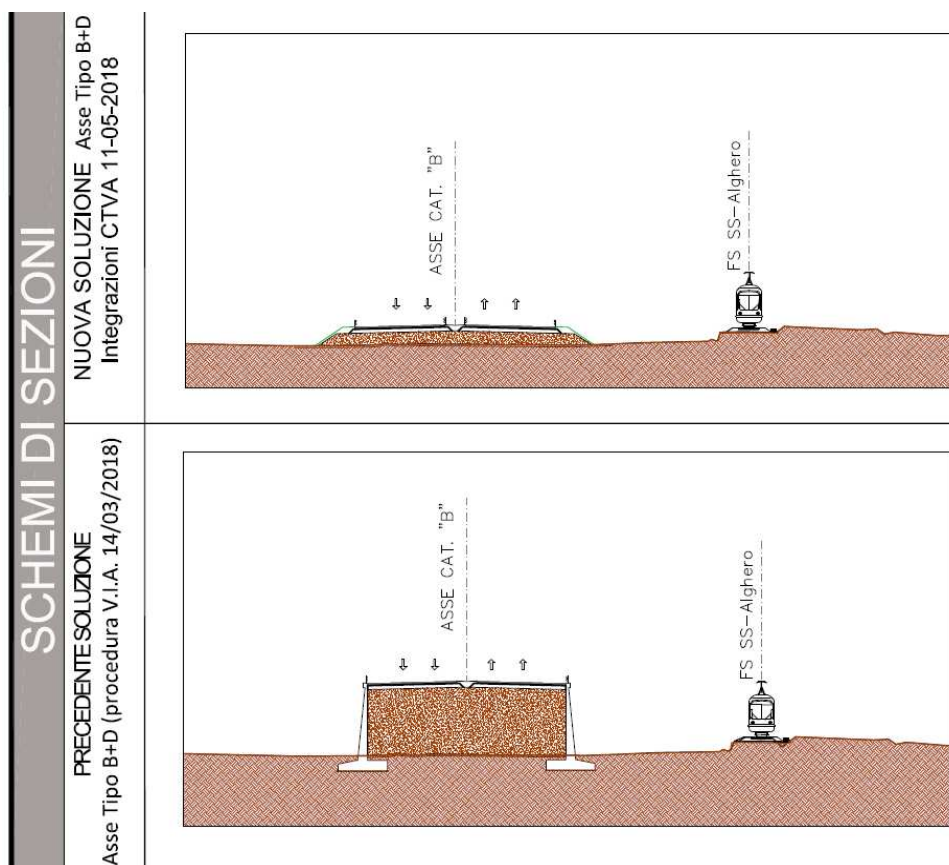 SCHEMI DI SEZIONI
NUOVA SOLUZIONE Asse Tipo B+D
Integrazioni CTVA 11-05-2018
ASSE CAT. "B"
FS SS-Alghero
PRECEDENTE SOLUZIONE
Asse Tipo B+D (procedura V.I.A. 14/03/2018)
ASSE CAT. "B"
FS SS-Alghero